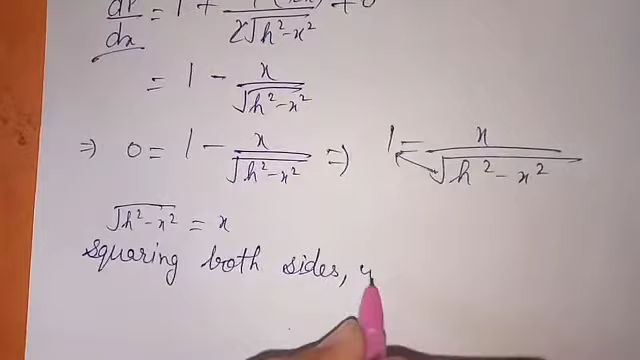 dP/dx = 1 + 1(-2x)/2√(h²-x²) + 0
= 1 - x/√(h²-x²)
⇒ 0 = 1 - x/√(h²-x²) ⇒ 1 = x/√(h²-x²)
√(h²-x²) = x
squaring both sides,